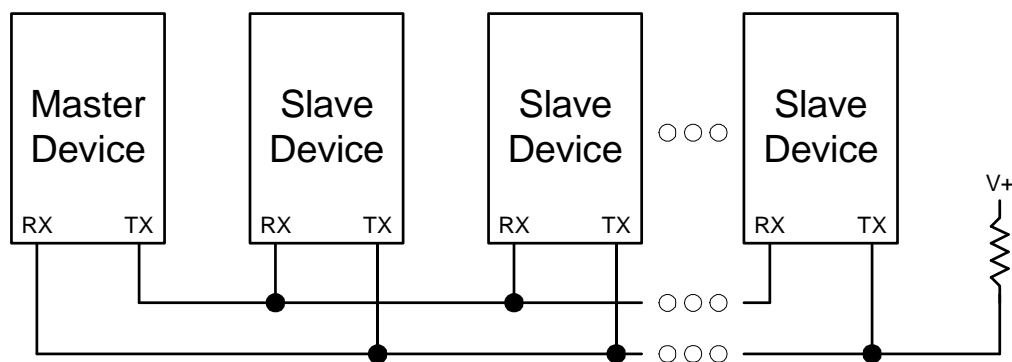 Master
Device
Slave
Device
Slave
Device
Slave
Device
RX TX
RX TX
RX TX
RX TX
V+